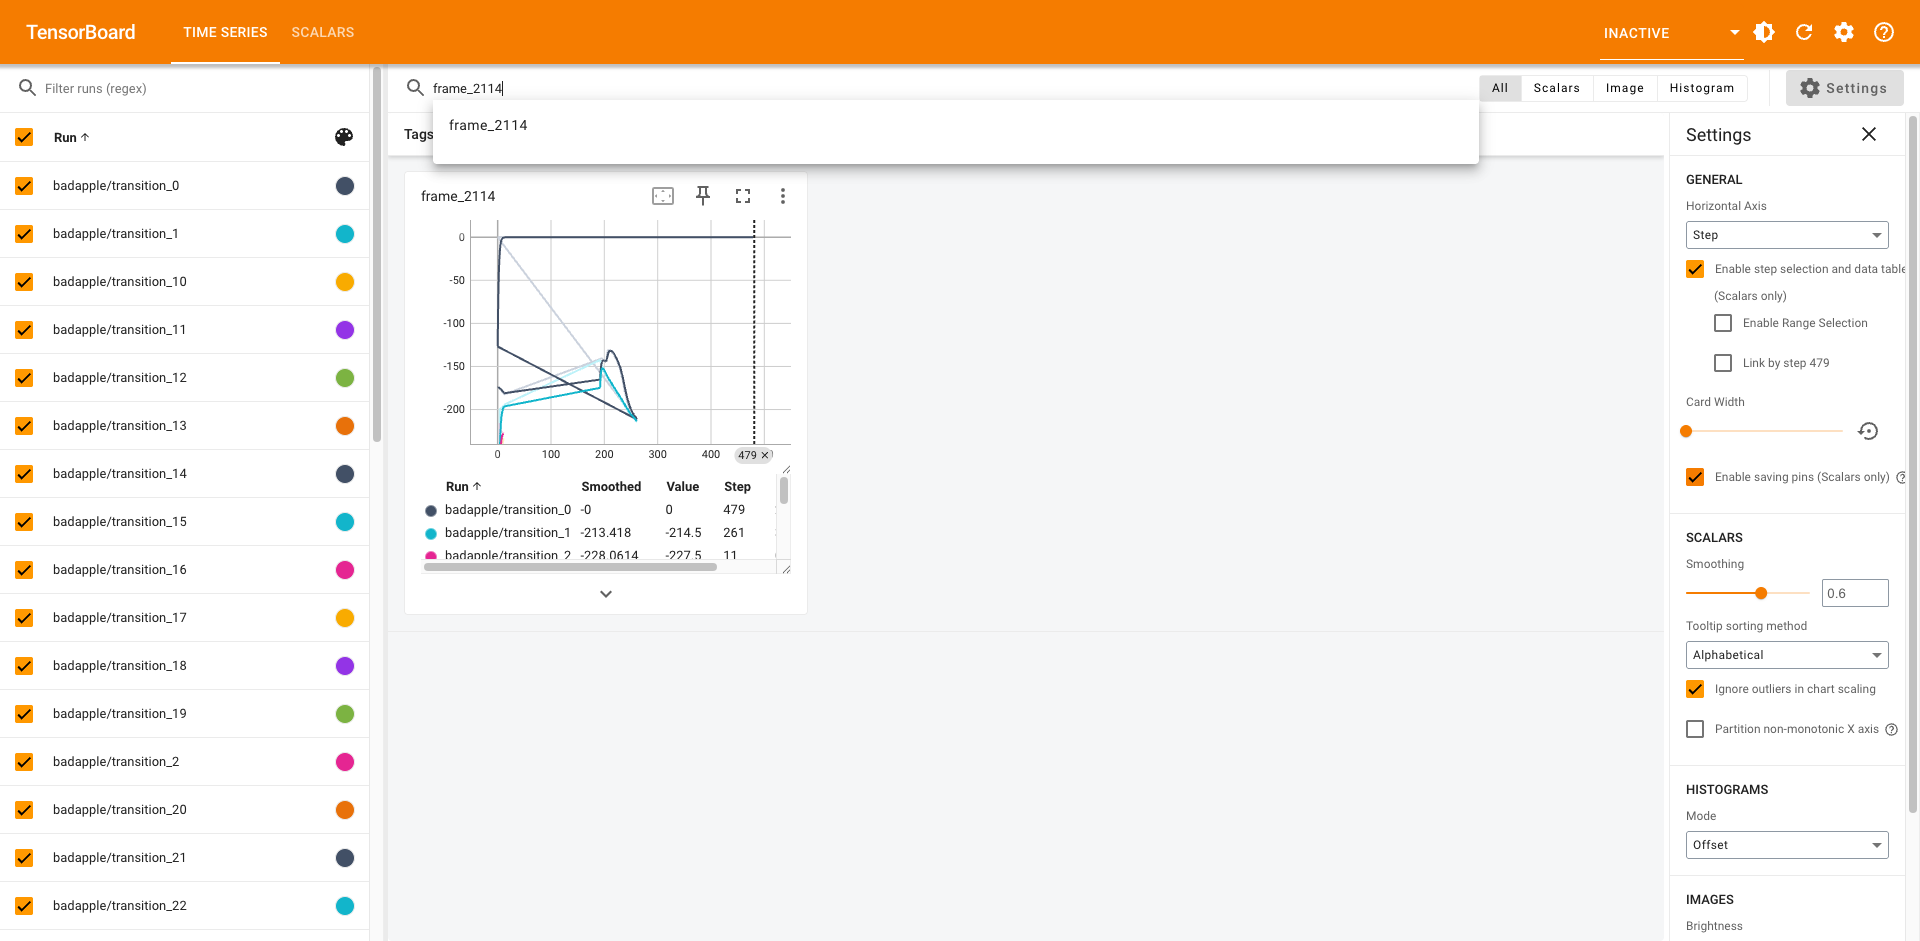 TensorBoard
TIME SERIES
SCALARS
INACTIVE
Filter runs (regex)
Run
badapple/transition_0
badapple/transition_1
badapple/transition_10
badapple/transition_11
badapple/transition_12
badapple/transition_13
badapple/transition_14
badapple/transition_15
badapple/transition_16
badapple/transition_17
badapple/transition_18
badapple/transition_19
badapple/transition_2
badapple/transition_20
badapple/transition_21
badapple/transition_22
frame_2114
All Scalars Image Histogram
Settings
frame_2114
Tags
frame_2114
0
-50
-100
-150
-200
0 100 200 300 400 479
Run Smoothed Value Step
badapple/transition_0 -0 0 479
badapple/transition_1 -213.418 -214.5 261
badapple/transition_2 -228.0614 -227.5 11
Settings
GENERAL
Horizontal Axis
Step
Enable step selection and data table
(Scalars only)
Enable Range Selection
Link by step 479
Card Width
Enable saving pins (Scalars only)
SCALARS
Smoothing
0.6
Tooltip sorting method
Alphabetical
Ignore outliers in chart scaling
Partition non-monotonic X axis
HISTOGRAMS
Mode
Offset
IMAGES
Brightness